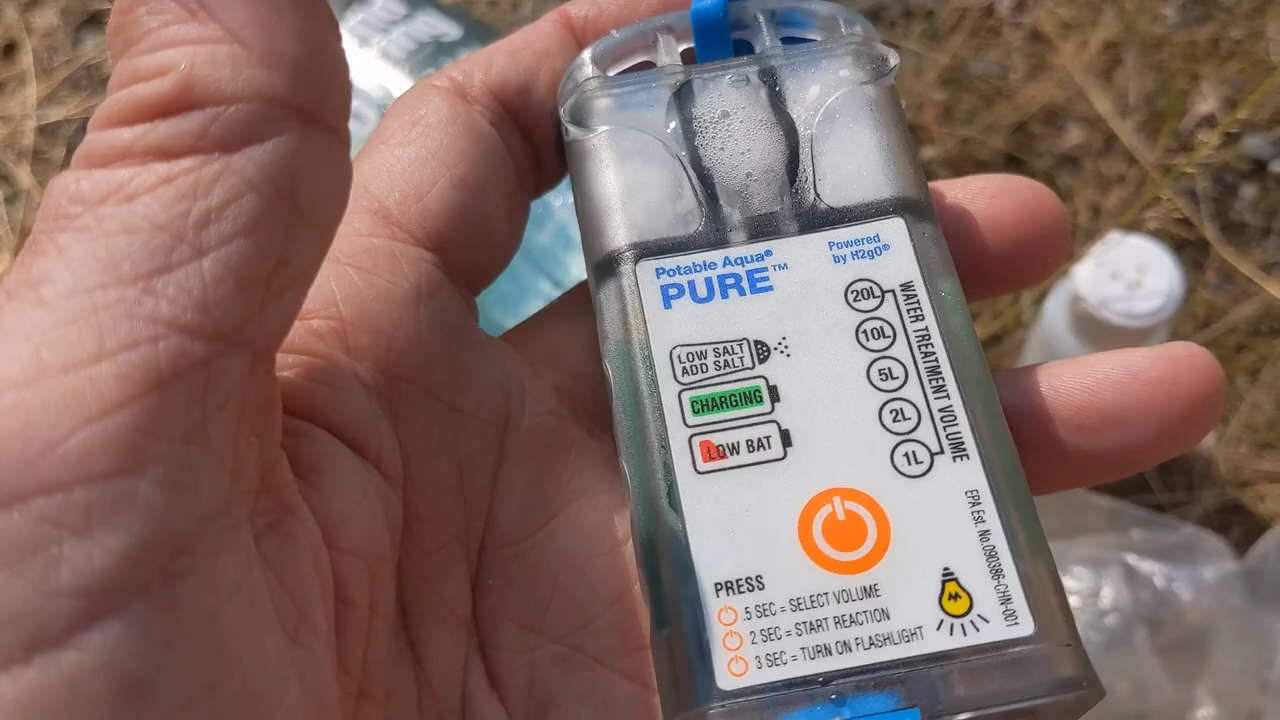 Potable Aqua®
PURE™
Powered
by H2gO®
LOW SALT
ADD SALT
CHARGING
LOW BAT
20L
10L
5L
2L
1L
WATER TREATMENT VOLUME
PRESS
.5 SEC = SELECT VOLUME
2 SEC = START REACTION
3 SEC = TURN ON FLASHLIGHT
EPA Est. No.090386-CHN-001